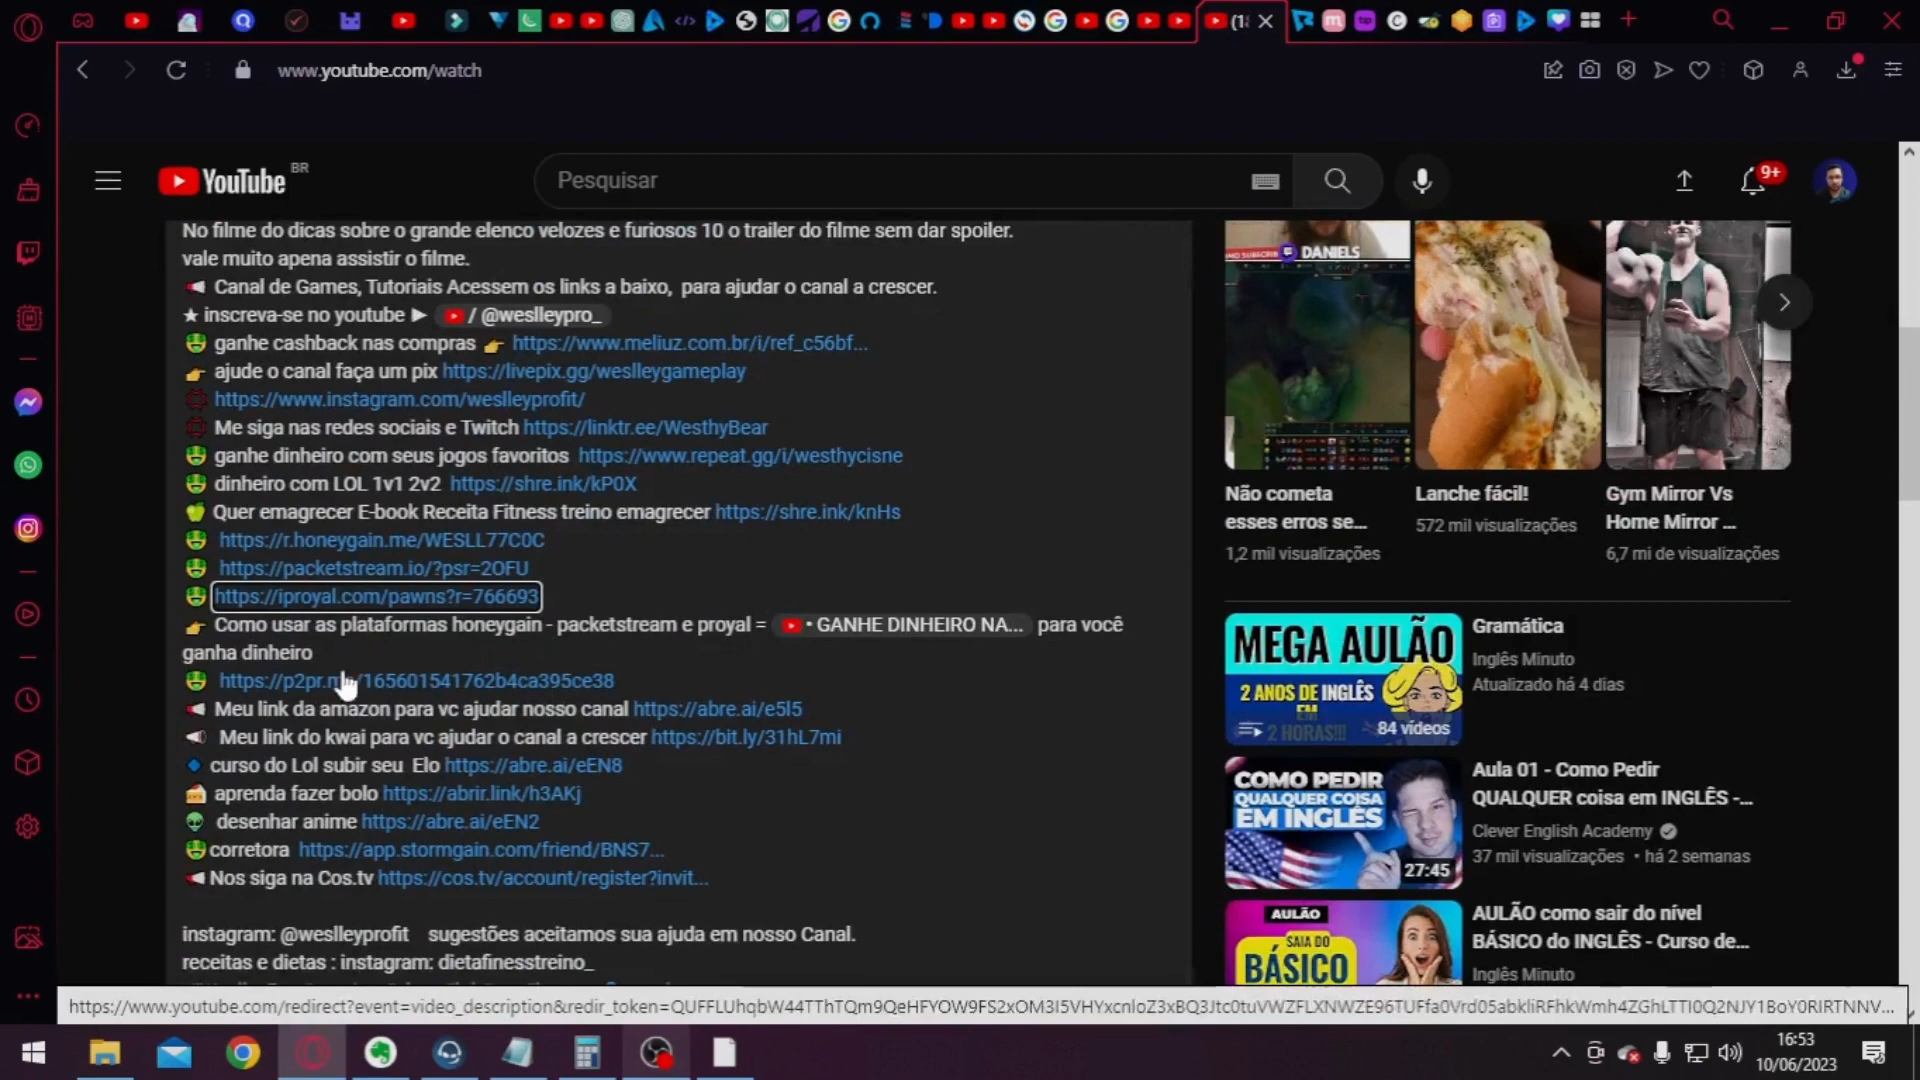 (1
www.youtube.com/watch
YouTube BR
Pesquisar
9+
No filme do dicas sobre o grande elenco velozes e furiosos 10 o trailer do filme sem dar spoiler.
vale muito apena assistir o filme.
Canal de Games, Tutoriais Acessem os links a baixo, para ajudar o canal a crescer.
★ inscreva-se no youtube ► / @weslleypro_
ganhe cashback nas compras https://www.meliuz.com.br/i/ref_c56bf...
ajude o canal faça um pix https://livepix.gg/weslleygameplay
https://www.instagram.com/weslleyprofit/
Me siga nas redes sociais e Twitch https://linktr.ee/WesthyBear
ganhe dinheiro com seus jogos favoritos https://www.repeat.gg/i/westhycisne
dinheiro com LOL 1v1 2v2 https://shre.ink/kP0X
Quer emagrecer E-book Receita Fitness treino emagrecer https://shre.ink/knHs
https://r.honeygain.me/WESLL77C0C
https://packetstream.io/?psr=2OFU
https://iproyal.com/pawns?r=766693
Como usar as plataformas honeygain - packetstream e proyal = • GANHE DINHEIRO NA... para você
ganha dinheiro
https://p2pr.me/165601541762b4ca395ce38
Meu link da amazon para vc ajudar nosso canal https://abre.ai/e5l5
Meu link do kwai para vc ajudar o canal a crescer https://bit.ly/31hL7mi
curso do Lol subir seu Elo https://abre.ai/eEN8
aprenda fazer bolo https://abrir.link/h3AKj
desenhar anime https://abre.ai/eEN2
corretora https://app.stormgain.com/friend/BNS7...
Nos siga na Cos.tv https://cos.tv/account/register?invit...
instagram: @weslleyprofit sugestões aceitamos sua ajuda em nosso Canal.
receitas e dietas : instagram: dietafinesstreino_
DANIELS
Não cometa
esses erros se...
1,2 mil visualizações
Lanche fácil!
572 mil visualizações
Gym Mirror Vs
Home Mirror ...
6,7 mi de visualizações
MEGA AULÃO
2 ANOS DE INGLÊS
EM
2 HORAS!!!
84 vídeos
Gramática
Inglês Minuto
Atualizado há 4 dias
COMO PEDIR
QUALQUER COISA
EM INGLÊS
27:45
Aula 01 - Como Pedir
QUALQUER coisa em INGLÊS -...
Clever English Academy
37 mil visualizações • há 2 semanas
AULÃO
SAIA DO
BÁSICO
AULÃO como sair do nível
BÁSICO do INGLÊS - Curso de...
Inglês Minuto
16:53
10/06/2023